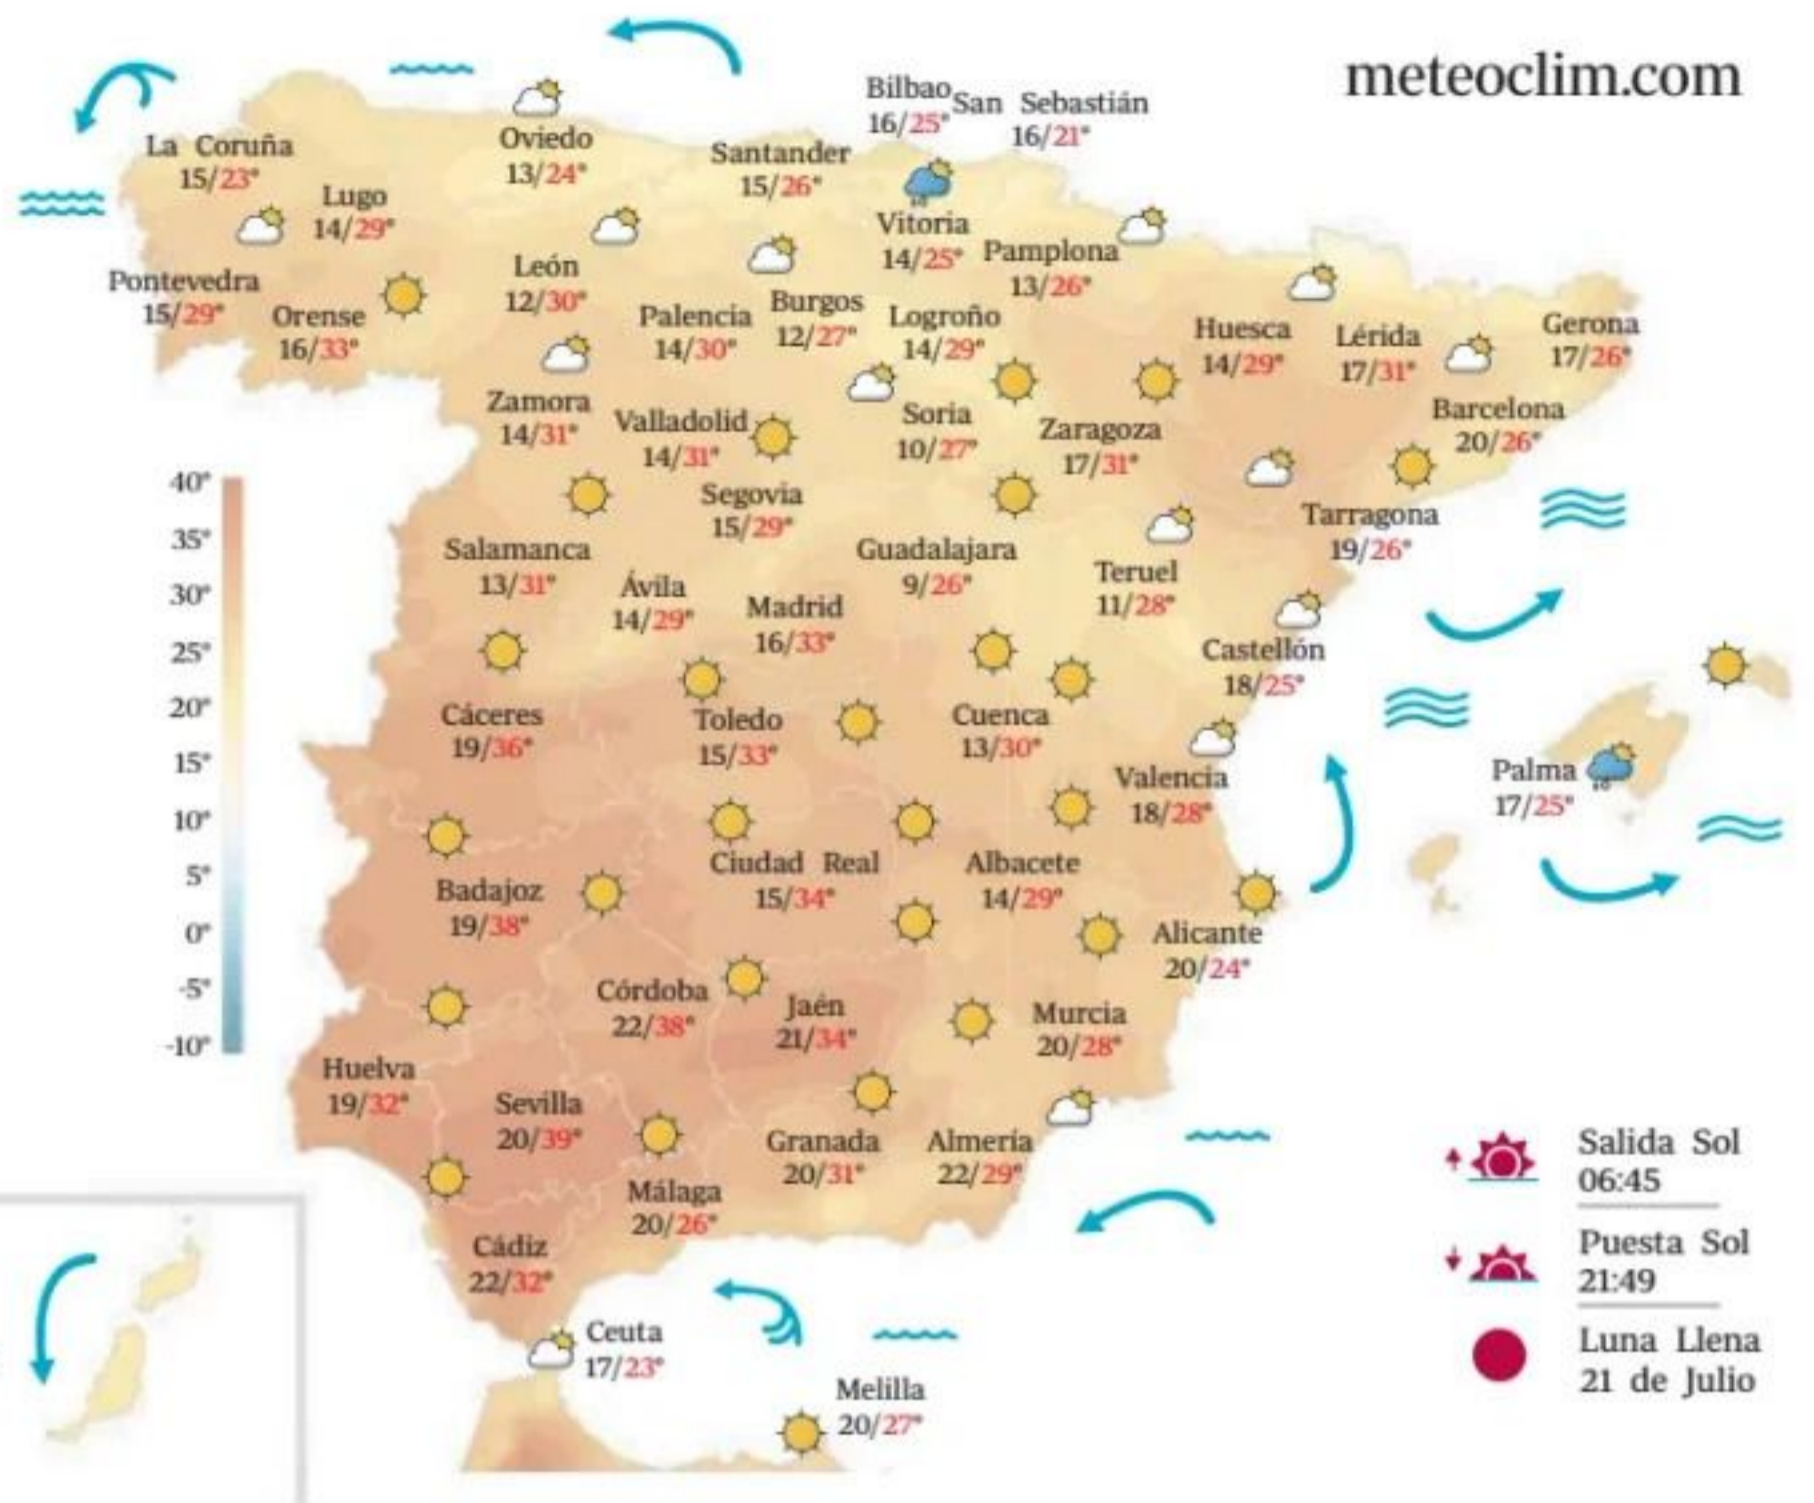 meteoclim.com
Bilbao
16/25°
San Sebastián
16/21°
La Coruña
15/23°
Oviedo
13/24°
Santander
15/26°
Lugo
14/29°
Vitoria
14/25°
Pamplona
13/26°
Pontevedra
15/29°
Orense
16/33°
León
12/30°
Palencia
14/30°
Burgos
12/27°
Logroño
14/29°
Huesca
14/29°
Lérida
17/31°
Gerona
17/26°
Zamora
14/31°
Valladolid
14/31°
Soria
10/27°
Zaragoza
17/31°
Barcelona
20/26°
Segovia
15/29°
Tarragona
19/26°
Salamanca
13/31°
Ávila
14/29°
Madrid
16/33°
Guadalajara
9/26°
Teruel
11/28°
Castellón
18/25°
Cáceres
19/36°
Toledo
15/33°
Cuenca
13/30°
Valencia
18/28°
Palma
17/25°
Badajoz
19/38°
Ciudad Real
15/34°
Albacete
14/29°
Alicante
20/24°
Córdoba
22/38°
Jaén
21/34°
Murcia
20/28°
Huelva
19/32°
Sevilla
20/39°
Granada
20/31°
Almería
22/29°
Málaga
20/26°
Cádiz
22/32°
Ceuta
17/23°
Melilla
20/27°
40°
35°
30°
25°
20°
15°
10°
5°
0°
-5°
-10°
Salida Sol
06:45
Puesta Sol
21:49
Luna Llena
21 de Julio